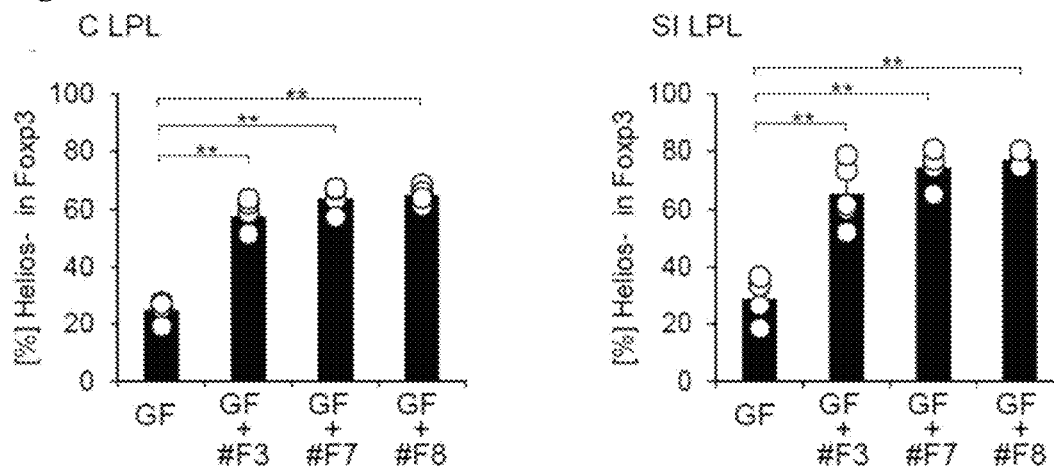 C LPL
[%] Helios- in Foxp3
100
80
60
40
20
0
**
**
**
GF
GF + #F3
GF + #F7
GF + #F8
SI LPL
[%] Helios- in Foxp3
100
80
60
40
20
0
**
**
**
GF
GF + #F3
GF + #F7
GF + #F8